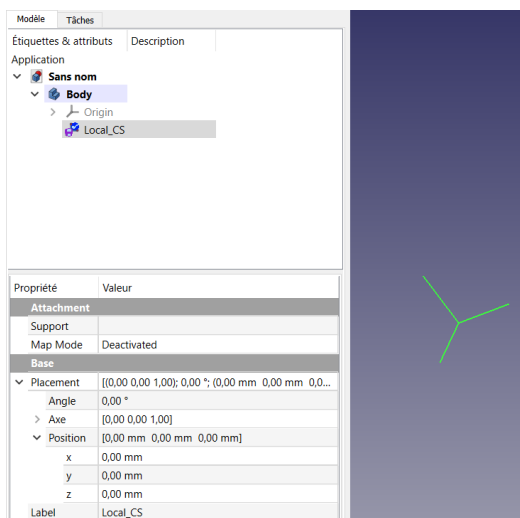 Modèle Tâches
Étiquettes & attributs Description
Application
Sans nom
Body
Origin
Local_CS
Propriété Valeur
Attachment
Support
Map Mode Deactivated
Base
Placement [(0,00 0,00 1,00); 0,00 °; (0,00 mm 0,00 mm 0,0...
Angle 0,00 °
Axe [0,00 0,00 1,00]
Position [0,00 mm 0,00 mm 0,00 mm]
x 0,00 mm
y 0,00 mm
z 0,00 mm
Label Local_CS